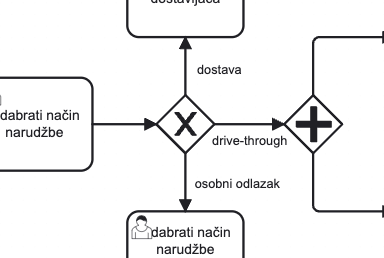 dostavljača
dostava
dabrati način
narudžbe
drive-through
osobni odlazak
dabrati način
narudžbe